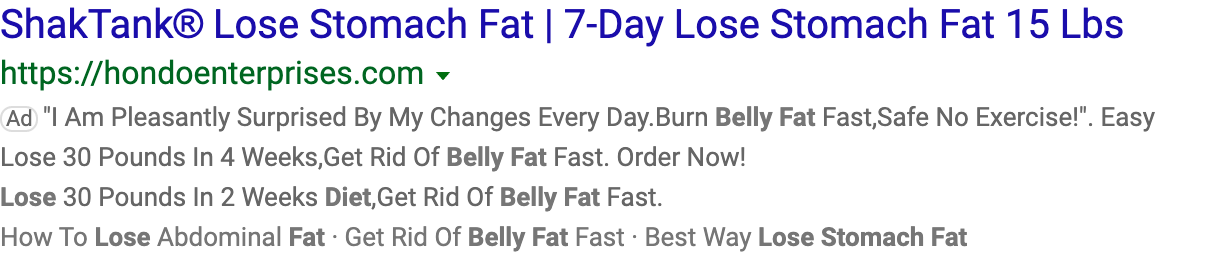 ShakTank® Lose Stomach Fat | 7-Day Lose Stomach Fat 15 Lbs
https://hondoenterprises.com
Ad "I Am Pleasantly Surprised By My Changes Every Day.Burn Belly Fat Fast,Safe No Exercise!". Easy
Lose 30 Pounds In 4 Weeks,Get Rid Of Belly Fat Fast. Order Now!
Lose 30 Pounds In 2 Weeks Diet,Get Rid Of Belly Fat Fast.
How To Lose Abdominal Fat · Get Rid Of Belly Fat Fast · Best Way Lose Stomach Fat